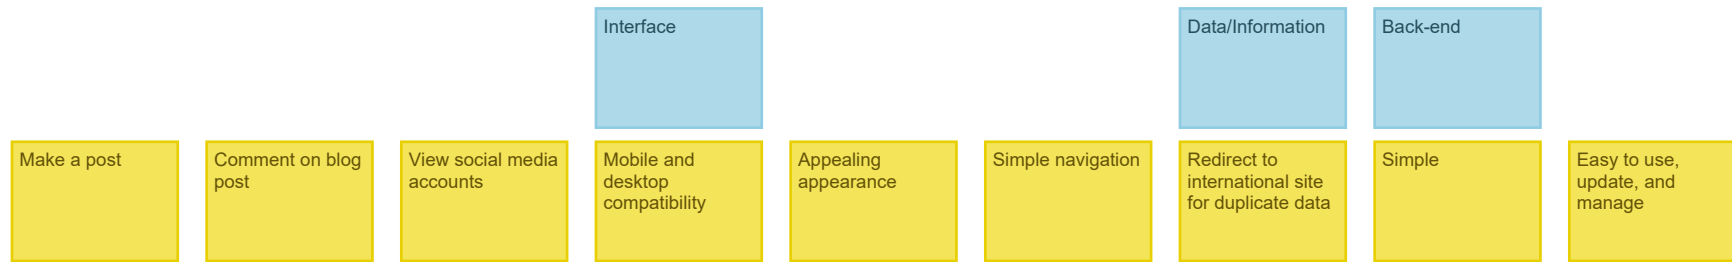 Interface
Data/Information
Back-end
Make a post
Comment on blog
post
View social media
accounts
Mobile and
desktop
compatibility
Appealing
appearance
Simple navigation
Redirect to
international site
for duplicate data
Simple
Easy to use,
update, and
manage